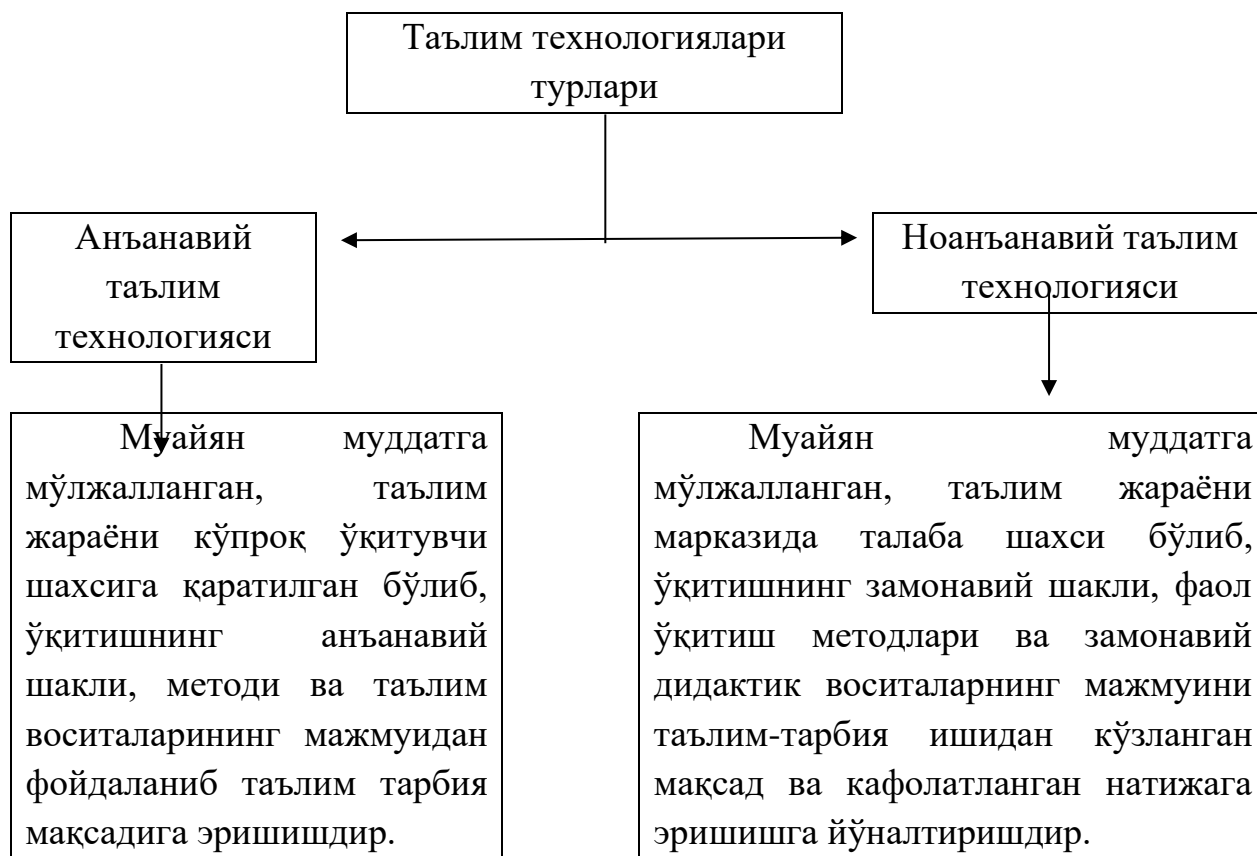 Таълим технологиялари
турлари
Анъанавий
таълим
технологияси
Ноанъанавий таълим
технологияси
Муайян муддатга
мўлжалланган, таълим
жараёни кўпроқ ўқитувчи
шахсига қаратилган бўлиб,
ўқитишнинг анъанавий
шакли, методи ва таълим
воситаларининг мажмуидан
фойдаланиб таълим тарбия
мақсадига эришишдир.
Муайян муддатга
мўлжалланган, таълим жараёни
марказида талаба шахси бўлиб,
ўқитишнинг замонавий шакли, фаол
ўқитиш методлари ва замонавий
дидактик воситаларнинг мажмуини
таълим-тарбия ишидан кўзланган
мақсад ва кафолатланган натижага
эришишга йўналтиришдир.